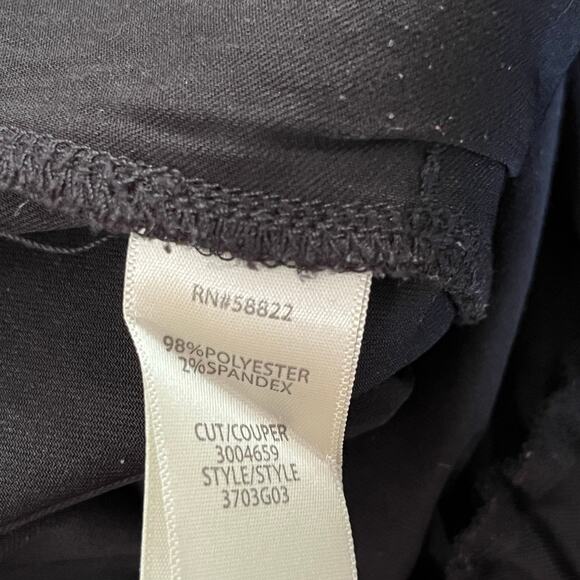 RN#58822
98%POLYESTER
2%SPANDEX
CUT/COUPER
3004659
STYLE/STYLE
3703G03